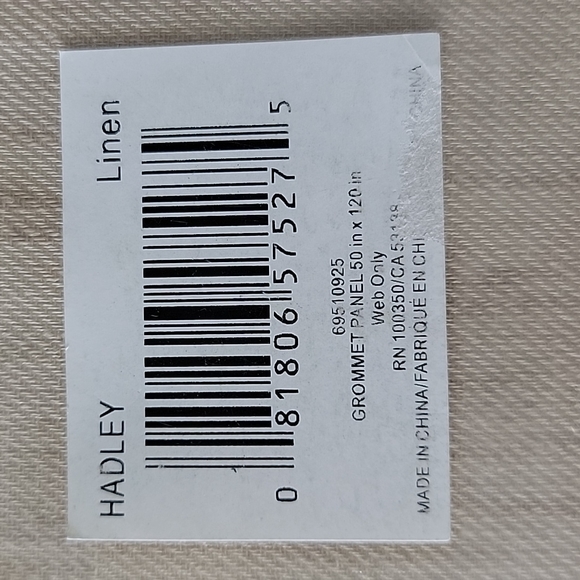 HADLEY Linen
0 81806 57527 5
69510925
GROMMET PANEL 50 in x 120 in
Web Only
RN 100350/CA
MADE IN CHINA/FABRIQUÉ EN CHI